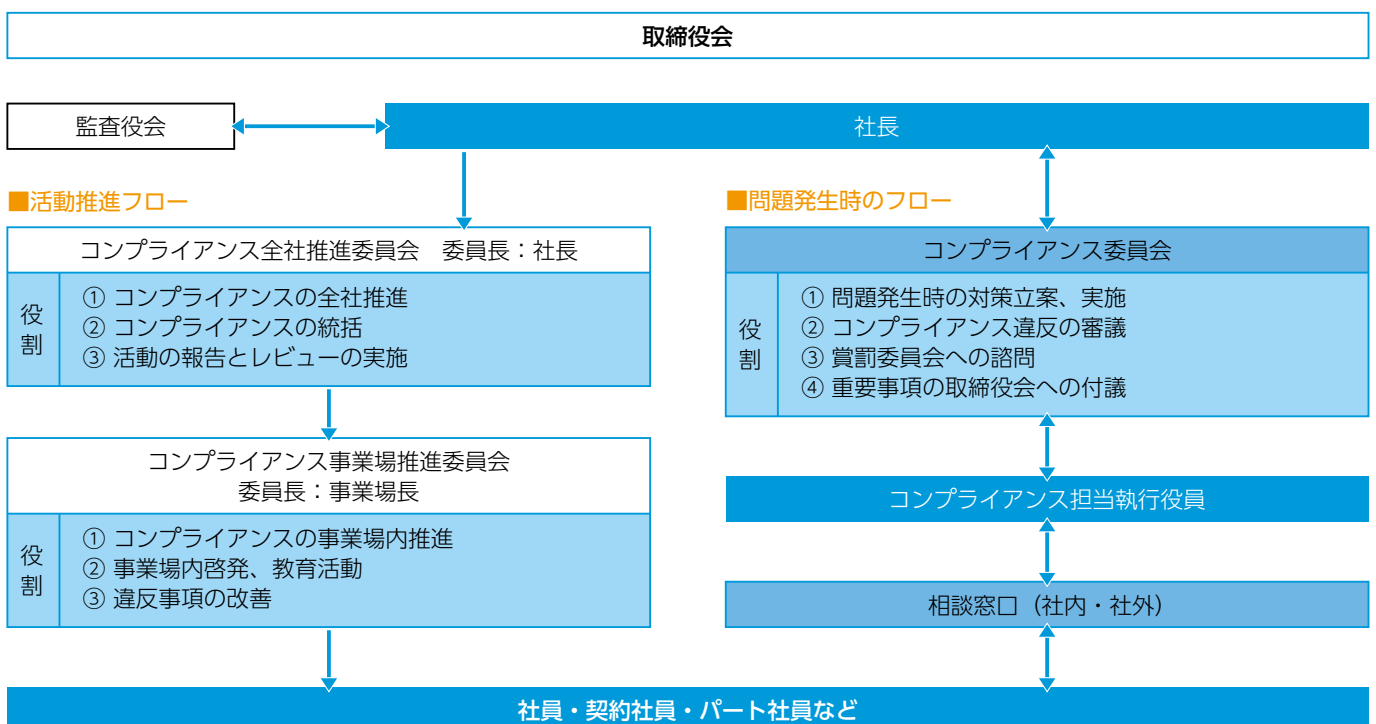 取締役会
監査役会
社長
■活動推進フロー
コンプライアンス全社推進委員会　委員長：社長
役割
① コンプライアンスの全社推進
② コンプライアンスの統括
③ 活動の報告とレビューの実施
コンプライアンス事業場推進委員会
委員長：事業場長
役割
① コンプライアンスの事業場内推進
② 事業場内啓発、教育活動
③ 違反事項の改善
■問題発生時のフロー
コンプライアンス委員会
役割
① 問題発生時の対策立案、実施
② コンプライアンス違反の審議
③ 賞罰委員会への諮問
④ 重要事項の取締役会への付議
コンプライアンス担当執行役員
相談窓口（社内・社外）
社員・契約社員・パート社員など